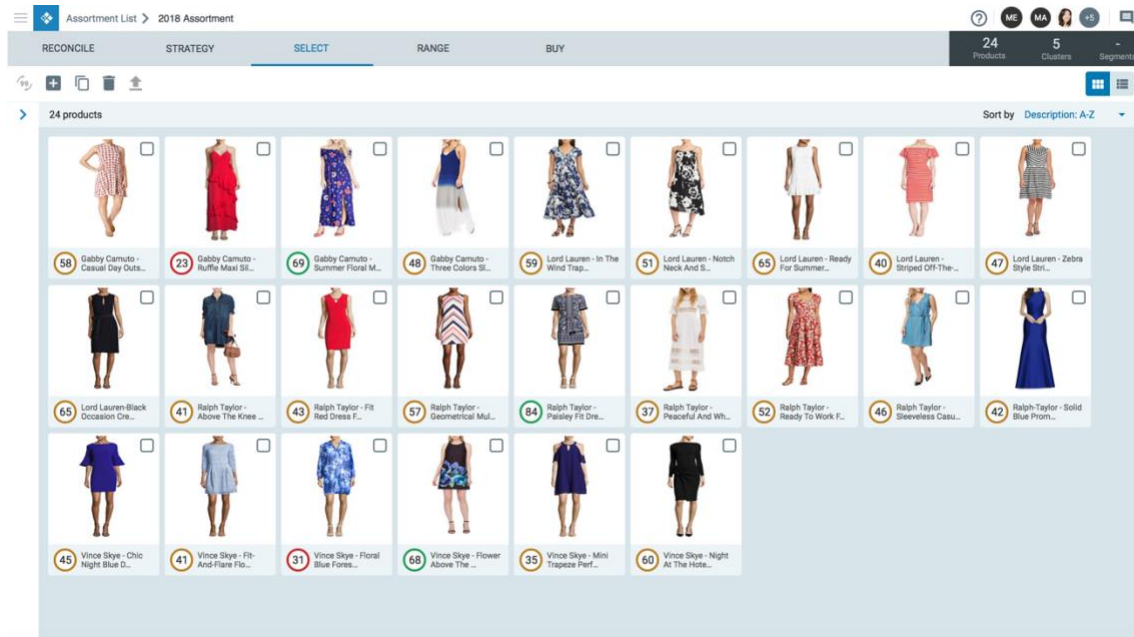 Assortment List > 2018 Assortment
ME MA +5
RECONCILE STRATEGY SELECT RANGE BUY
24 5 -
Products Clusters Segments
24 products
Sort by Description: A-Z
58 Gabby Camuto -
Casual Day Outs...
23 Gabby Camuto -
Ruffle Maxi Sil...
69 Gabby Camuto -
Summer Floral M...
48 Gabby Camuto -
Three Colors Sl...
59 Lord Lauren - In The
Wind Trap...
51 Lord Lauren - Notch
Neck And S...
65 Lord Lauren - Ready
For Summer...
40 Lord Lauren -
Striped Off-The-...
47 Lord Lauren - Zebra
Style Stri...
65 Lord Lauren-Black
Occasion Cre...
41 Ralph Taylor -
Above The Knee ...
43 Ralph Taylor - Fit
Red Dress F...
57 Ralph Taylor -
Geometrical Mul...
84 Ralph Taylor -
Paisley Fit Dre...
37 Ralph Taylor -
Peaceful And Wh...
52 Ralph Taylor -
Ready To Work F...
46 Ralph Taylor -
Sleeveless Casu...
42 Ralph-Taylor - Solid
Blue Prom...
45 Vince Skye - Chic
Night Blue D...
41 Vince Skye - Fit-
And-Flare Flo...
31 Vince Skye - Floral
Blue Fores...
68 Vince Skye - Flower
Above The ...
35 Vince Skye - Mini
Trapeze Perf...
60 Vince Skye - Night
At The Hote...